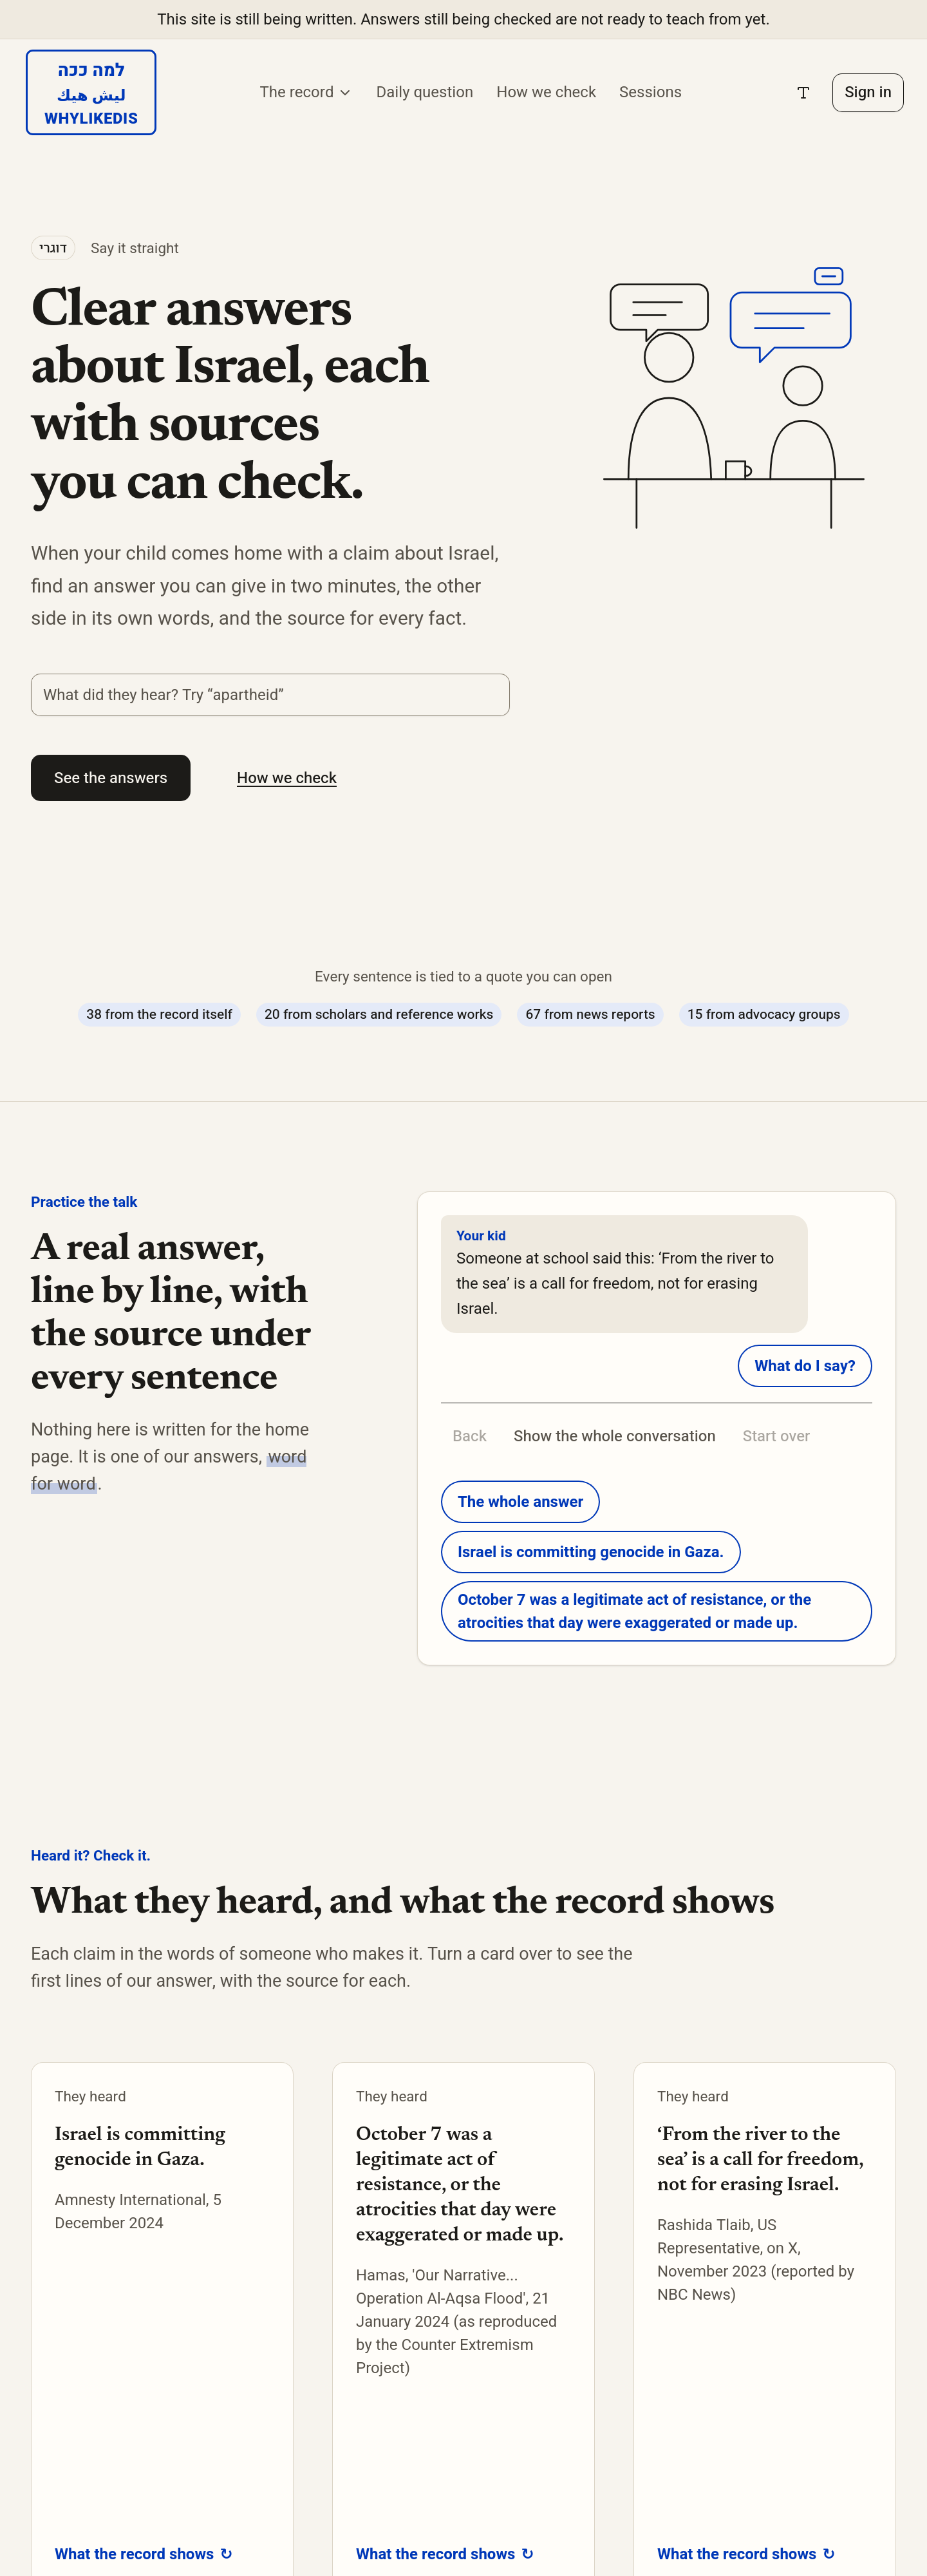 This site is still being written. Answers still being checked are not ready to teach from yet.
למה ככה
ليش هيك
WHYLIKEDIS
The record
Daily question
How we check
Sessions
Sign in
דוגרי
Say it straight
Clear answers
about Israel, each
with sources
you can check.
When your child comes home with a claim about Israel,
find an answer you can give in two minutes, the other
side in its own words, and the source for every fact.
What did they hear? Try “apartheid”
See the answers
How we check
Every sentence is tied to a quote you can open
38 from the record itself
20 from scholars and reference works
67 from news reports
15 from advocacy groups
Practice the talk
A real answer,
line by line, with
the source under
every sentence
Nothing here is written for the home
page. It is one of our answers, word
for word.
Your kid
Someone at school said this: ‘From the river to
the sea’ is a call for freedom, not for erasing
Israel.
What do I say?
Back
Show the whole conversation
Start over
The whole answer
Israel is committing genocide in Gaza.
October 7 was a legitimate act of resistance, or the
atrocities that day were exaggerated or made up.
Heard it? Check it.
What they heard, and what the record shows
Each claim in the words of someone who makes it. Turn a card over to see the
first lines of our answer, with the source for each.
They heard
Israel is committing
genocide in Gaza.
Amnesty International, 5
December 2024
What the record shows ↻
They heard
October 7 was a
legitimate act of
resistance, or the
atrocities that day were
exaggerated or made up.
Hamas, 'Our Narrative...
Operation Al-Aqsa Flood', 21
January 2024 (as reproduced
by the Counter Extremism
Project)
What the record shows ↻
They heard
‘From the river to the
sea’ is a call for freedom,
not for erasing Israel.
Rashida Tlaib, US
Representative, on X,
November 2023 (reported by
NBC News)
What the record shows ↻